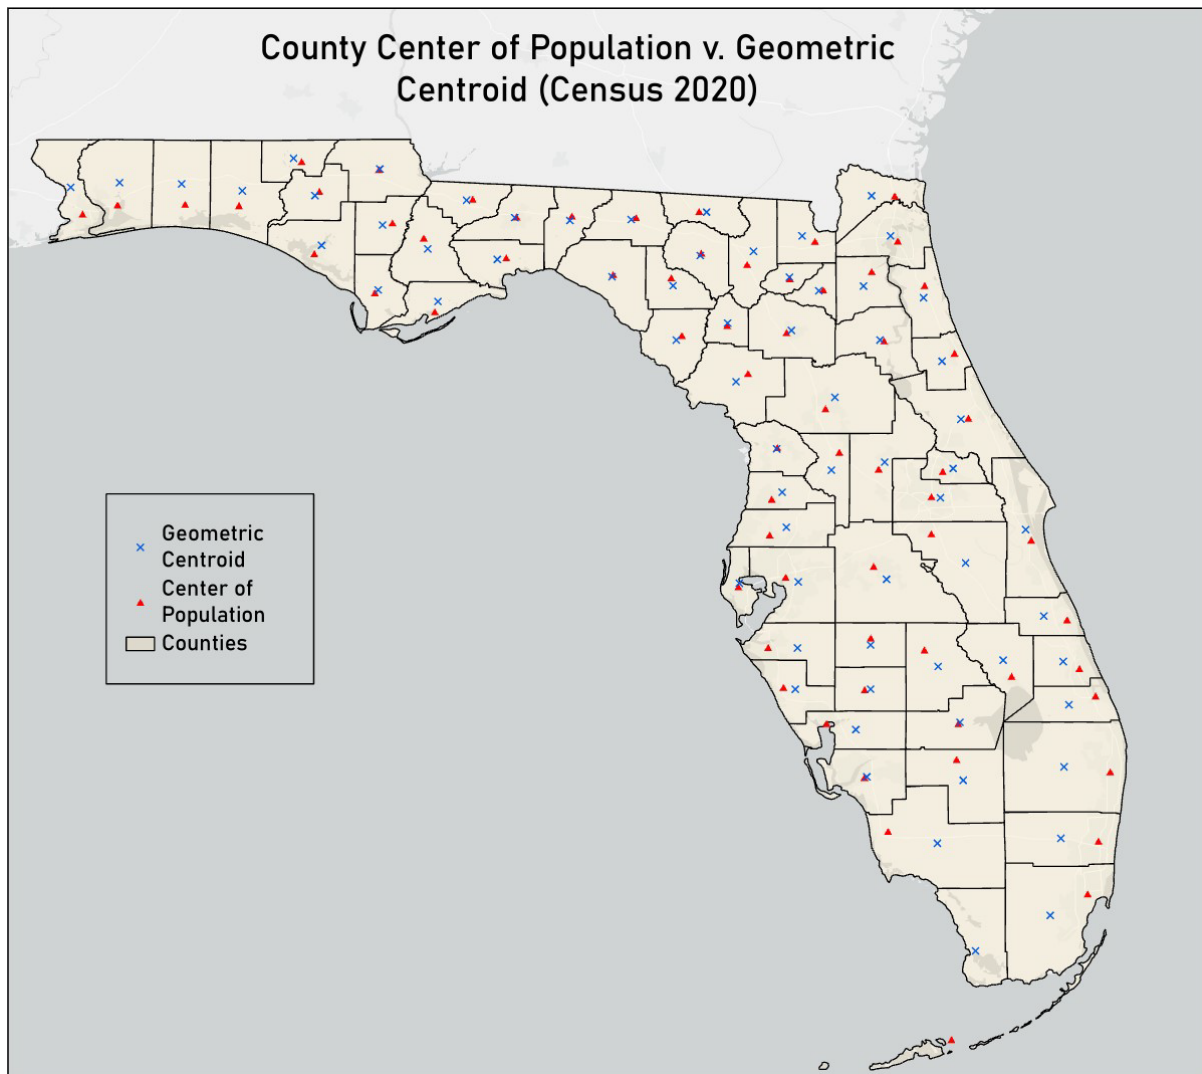 County Center of Population v. Geometric
Centroid (Census 2020)
Geometric
Centroid
Center of
Population
Counties